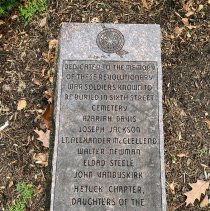 DEDICATED TO THE MEMORY
OF THESE REVOLUTIONARY
WAR SOLDIERS KNOWN TO
BE BURIED IN SIXTH STREET
CEMETERY
AZARIAH DAVIS
JOSEPH JACKSON
LT. ALEXANDER MCCLELLAND
WALTER NEWMAN
ELDAD STEELE
JOHN VANBUSKIRK
HETUCK CHAPTER,
DAUGHTERS OF THE